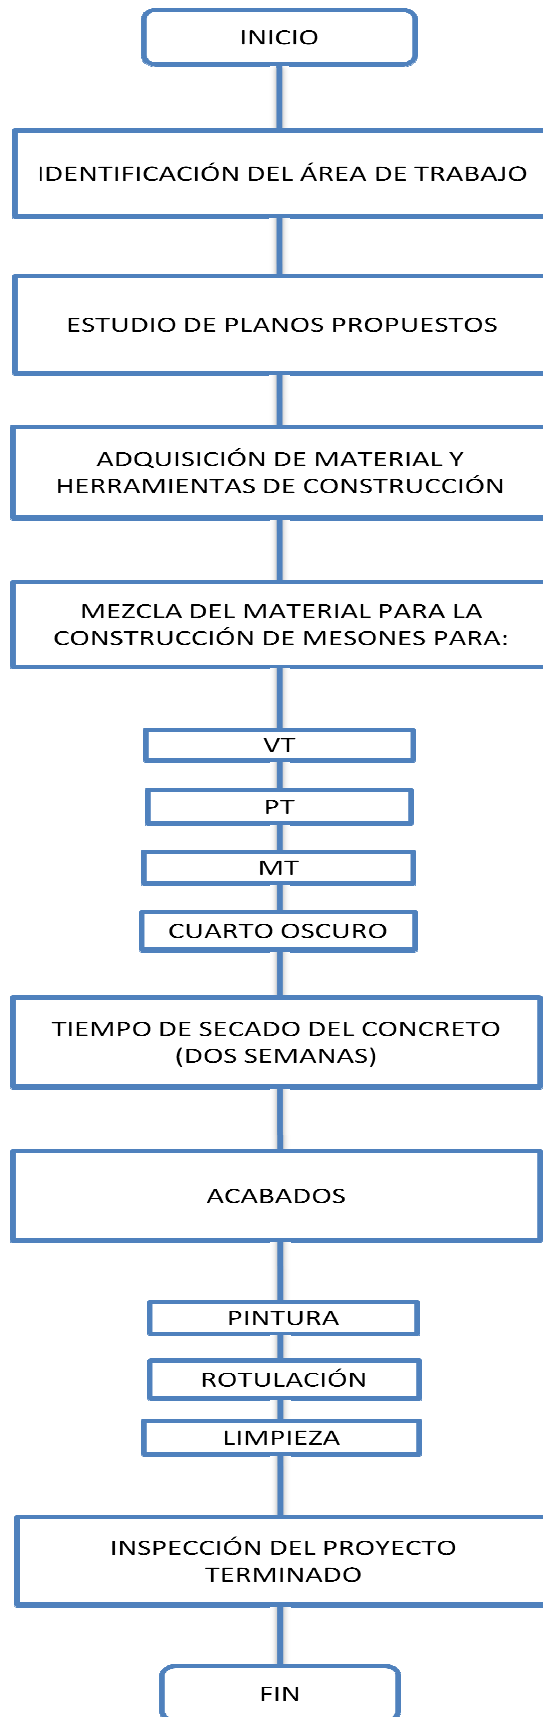 INICIO
IDENTIFICACIÓN DEL ÁREA DE TRABAJO
ESTUDIO DE PLANOS PROPUESTOS
ADQUISICIÓN DE MATERIAL Y
HERRAMIENTAS DE CONSTRUCCIÓN
MEZCLA DEL MATERIAL PARA LA
CONSTRUCCIÓN DE MESONES PARA:
VT
PT
MT
CUARTO OSCURO
TIEMPO DE SECADO DEL CONCRETO
(DOS SEMANAS)
ACABADOS
PINTURA
ROTULACIÓN
LIMPIEZA
INSPECCIÓN DEL PROYECTO
TERMINADO
FIN